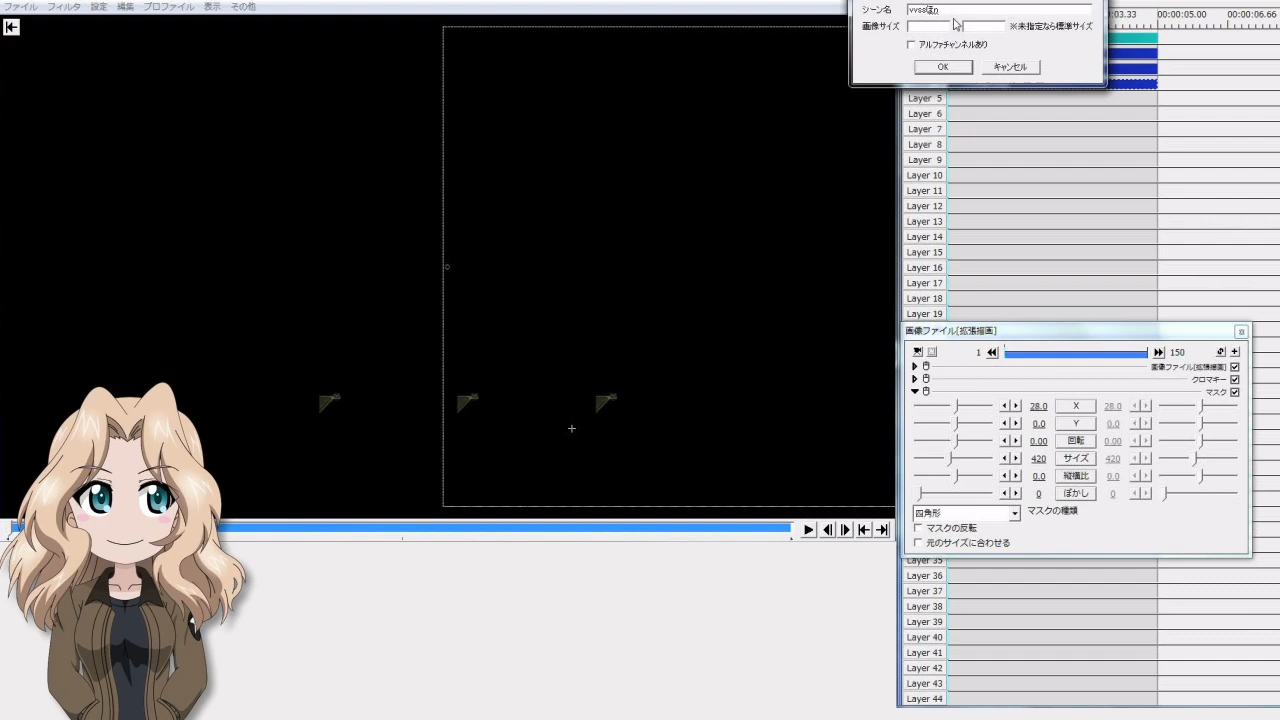 ファイル フィルタ 設定 編集 プロファイル 表示 その他
シーン名 vvssぼn
画像サイズ ※未指定なら標準サイズ
アルファチャンネルあり
OK キャンセル
:03.33 00:00:05.00 00:00:06.66
Layer 5
Layer 6
Layer 7
Layer 8
Layer 9
Layer 10
Layer 11
Layer 12
Layer 13
Layer 14
Layer 15
Layer 16
Layer 17
Layer 18
Layer 19
画像ファイル[拡張描画]
1 150
画像ファイル[拡張描画]
クロマキー
マスク
28.0 X 28.0
0.0 Y 0.0
0.00 回転 0.00
420 サイズ 420
0.0 縦横比 0.0
0 ぼかし 0
四角形 マスクの種類
マスクの反転
元のサイズに合わせる
Layer 35
Layer 36
Layer 37
Layer 38
Layer 39
Layer 40
Layer 41
Layer 42
Layer 43
Layer 44